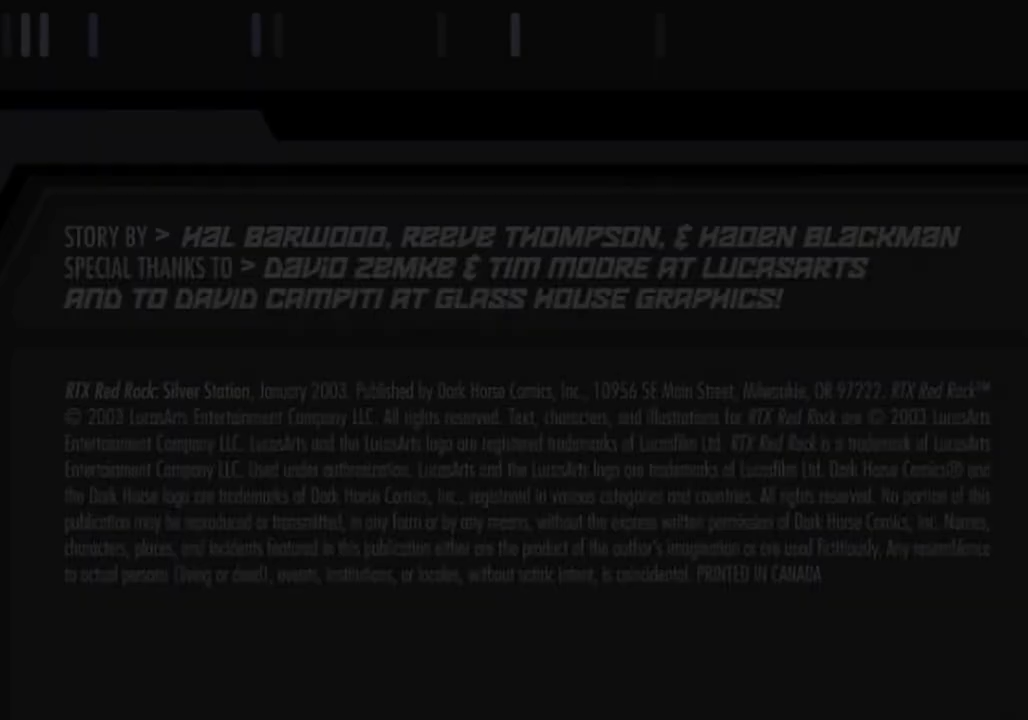 STORY BY > HAL BARWOOD, REEVE THOMPSON, & HADEN BLACKMAN
SPECIAL THANKS TO > DAVID ZEMKE & TIM MOORE AT LUCASARTS
AND TO DAVID CAMPITI AT GLASS HOUSE GRAPHICS!
RTX Red Rock: Silver Station, January 2003. Published by Dark Horse Comics, Inc., 10956 SE Main Street, Milwaukie, OR 97222. RTX Red Rock™
© 2003 LucasArts Entertainment Company LLC. All rights reserved. Text, characters, and illustrations for RTX Red Rock are © 2003 LucasArts
Entertainment Company LLC. LucasArts and the LucasArts logo are registered trademarks of Lucasfilm Ltd. RTX Red Rock is a trademark of LucasArts
Entertainment Company LLC. Used under authorization. LucasArts and the LucasArts logo are trademarks of Lucasfilm Ltd. Dark Horse Comics® and
the Dark Horse logo are trademarks of Dark Horse Comics, Inc., registered in various categories and countries. All rights reserved. No portion of this
publication may be reproduced or transmitted, in any form or by any means, without the express written permission of Dark Horse Comics, Inc. Names,
characters, places, and incidents featured in this publication either are the product of the author's imagination or are used fictitiously. Any resemblance
to actual persons (living or dead), events, institutions, or locales, without satiric intent, is coincidental. PRINTED IN CANADA